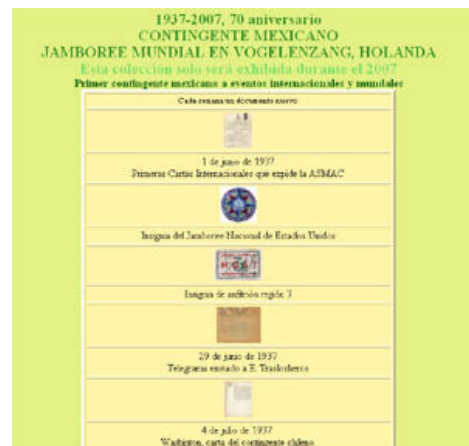 1937-2007, 70 aniversario
CONTINGENTE MEXICANO
JAMBOREE MUNDIAL EN VOGELENZANG, HOLANDA
Esta colección solo será exhibida durante el 2007
Primer contingente mexicano a eventos internacionales y mundales
Cada semana un documento nuevo
1 de junio de 1937
Primeras Cartas Internacionales que expide la ASMAC
Insignia del Jamboree Nacional de Estados Unidos
Insignia de anfitrión región 3
29 de junio de 1937
Telegrama enviado a E. Traslosheros
4 de julio de 1937
Washington, carta del contingente chileno